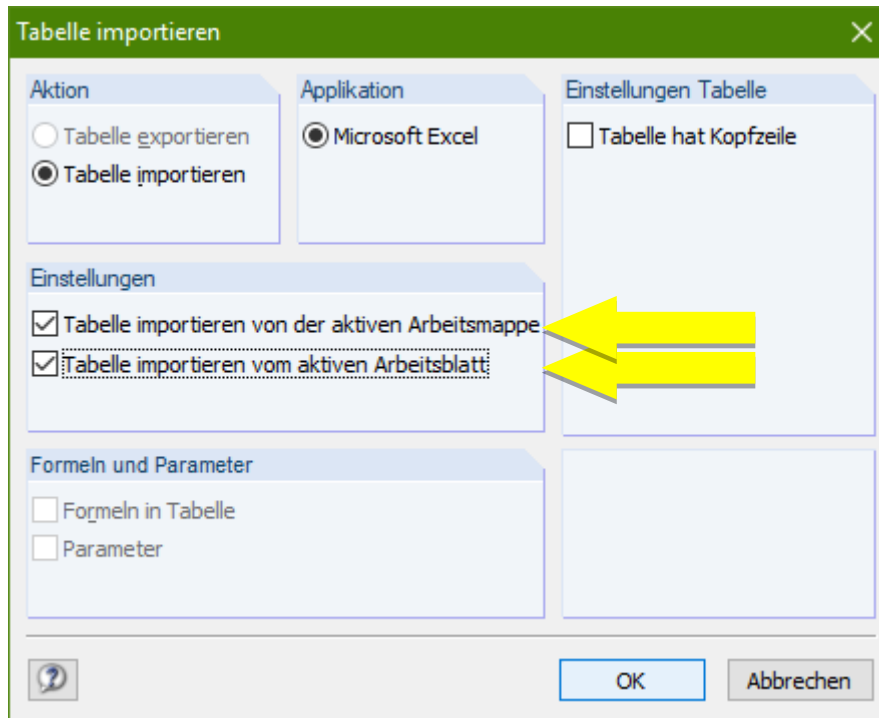 Tabelle importieren
Aktion
Tabelle exportieren
Tabelle importieren
Applikation
Microsoft Excel
Einstellungen Tabelle
Tabelle hat Kopfzeile
Einstellungen
Tabelle importieren von der aktiven Arbeitsmappe
Tabelle importieren vom aktiven Arbeitsblatt
Formeln und Parameter
Formeln in Tabelle
Parameter
OK
Abbrechen